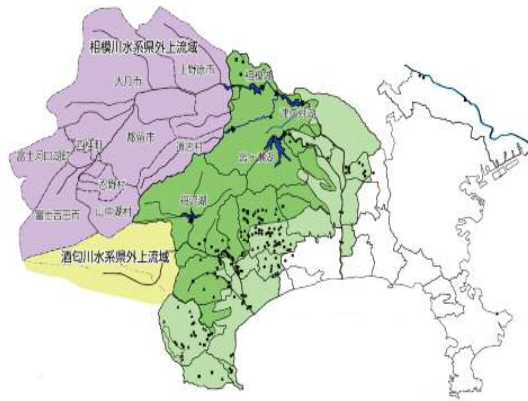 相模川水系県外上流域
上野原市
大月市
相模湖
津久井湖
都留市
西桂町
道志村
富士河口湖町
宮ヶ瀬湖
忍野村
丹沢湖
富士吉田市
山中湖村
酒匂川水系県外上流域